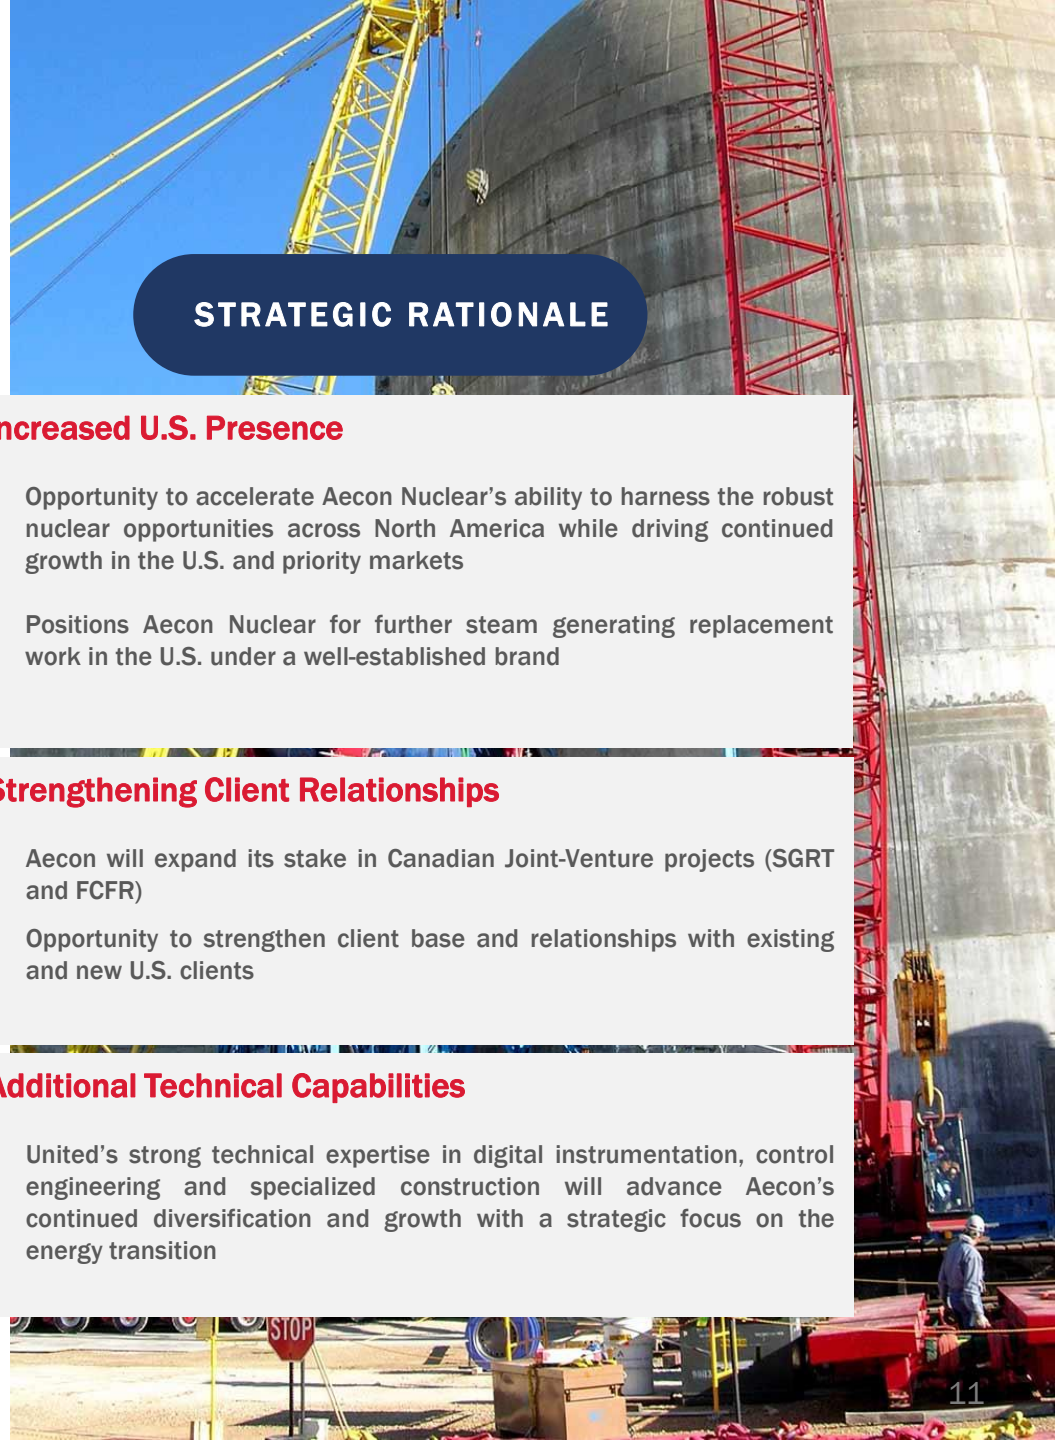 STRATEGIC RATIONALE
ncreased U.S. Presence
Opportunity to accelerate Aecon Nuclear’s ability to harness the robust
nuclear opportunities across North America while driving continued
growth in the U.S. and priority markets
Positions Aecon Nuclear for further steam generating replacement
work in the U.S. under a well-established brand
Strengthening Client Relationships
Aecon will expand its stake in Canadian Joint-Venture projects (SGRT
and FCFR)
Opportunity to strengthen client base and relationships with existing
and new U.S. clients
Additional Technical Capabilities
United’s strong technical expertise in digital instrumentation, control
engineering and specialized construction will advance Aecon’s
continued diversification and growth with a strategic focus on the
energy transition
STOP
11